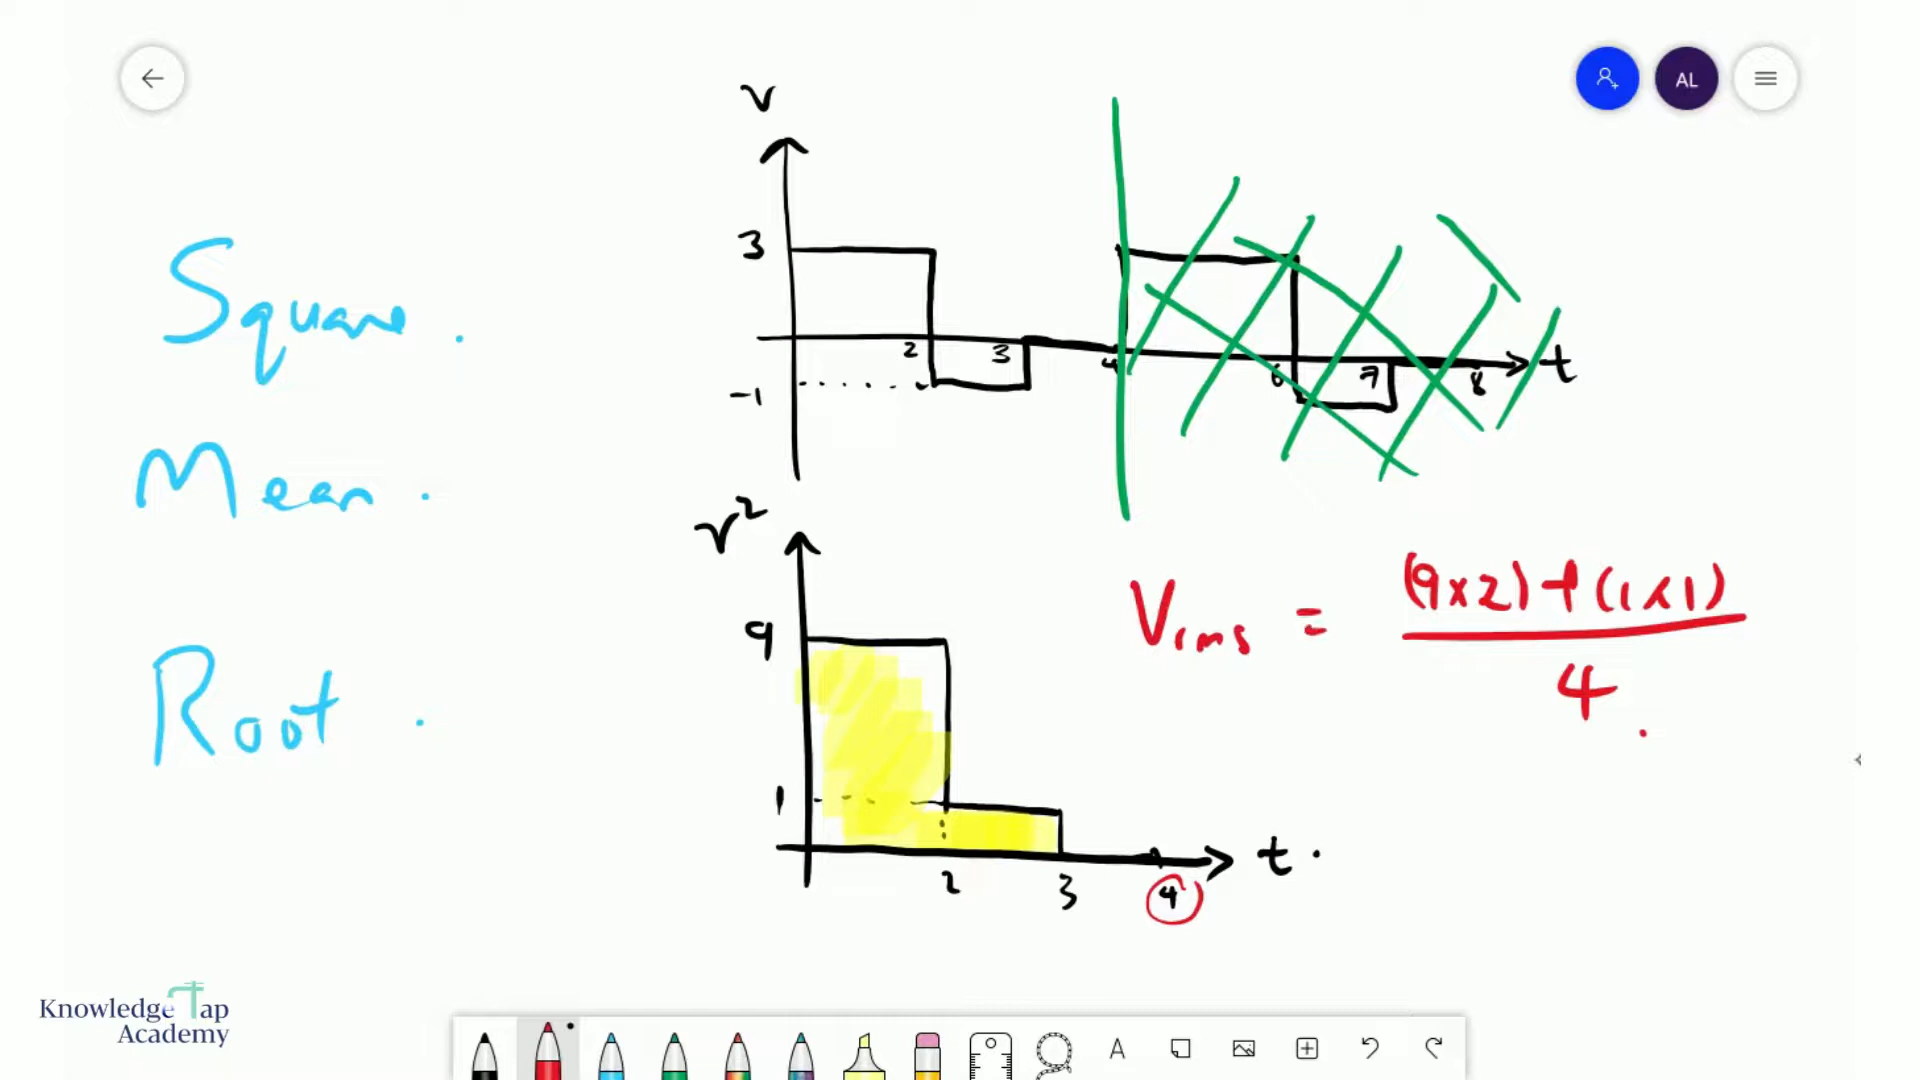 AL
Square.
Mean.
Root.
v
3
-1
2
3
4
6
7
8
t
v²
9
1
2
3
4
t.
Vrms = (9x2)+(1x1)
4
Knowledge Tap
Academy
A